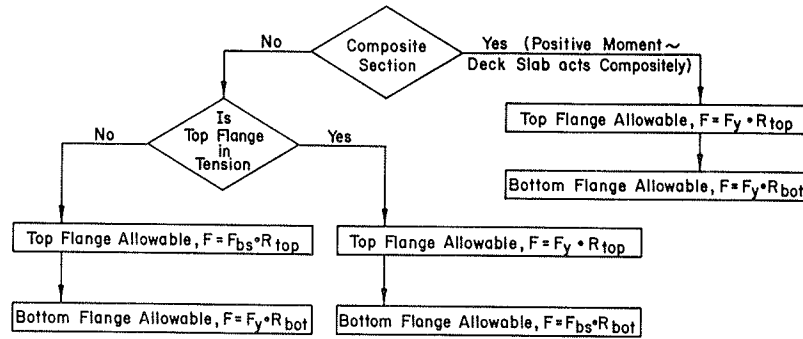 No
Composite
Section
Yes (Positive Moment~
Deck Slab acts Compositely)
Top Flange Allowable, F=Fy•Rtop
Bottom Flange Allowable, F=Fy•Rbot
Is
Top Flange
in
Tension
No
Yes
Top Flange Allowable, F=Fbs•Rtop
Bottom Flange Allowable, F=Fy•Rbot
Top Flange Allowable, F=Fy•Rtop
Bottom Flange Allowable, F=Fbs•Rbot